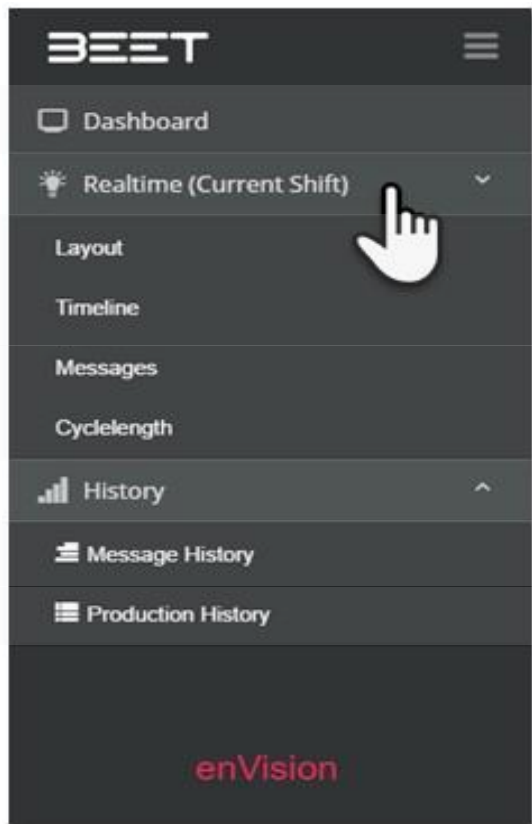 BEET
Dashboard
Realtime (Current Shift)
Layout
Timeline
Messages
Cyclelength
History
Message History
Production History
enVision